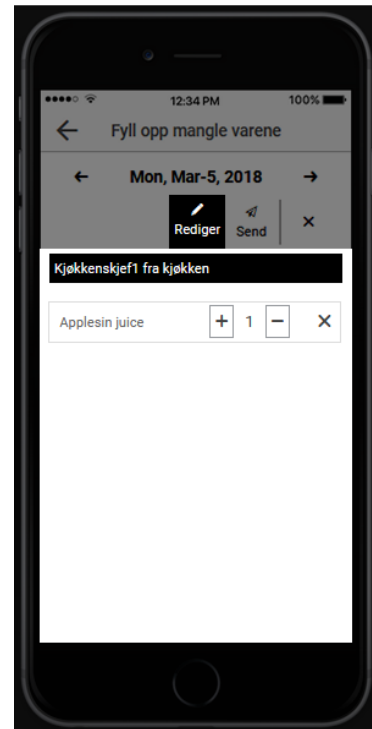 12:34 PM 100%
Fyll opp mangle varene
Mon, Mar-5, 2018
Rediger Send
Kjøkkenskjef1 fra kjøkken
Applesin juice + 1 −